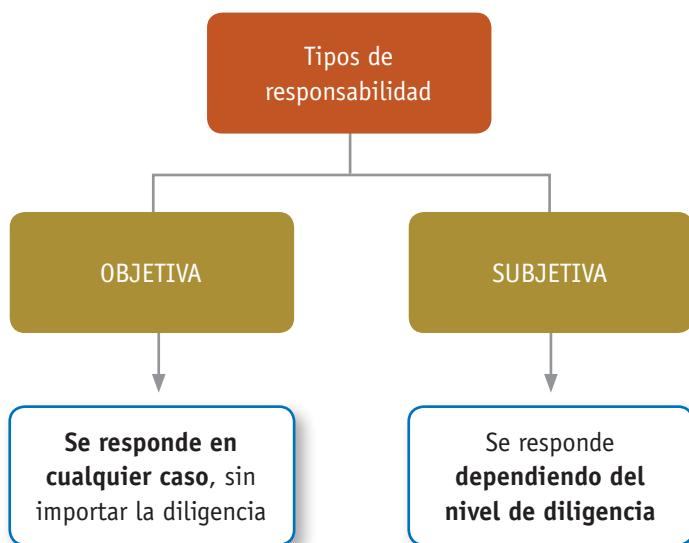 Tipos de
responsabilidad
OBJETIVA
SUBJETIVA
Se responde en
cualquier caso, sin
importar la diligencia
Se responde
dependiendo del
nivel de diligencia